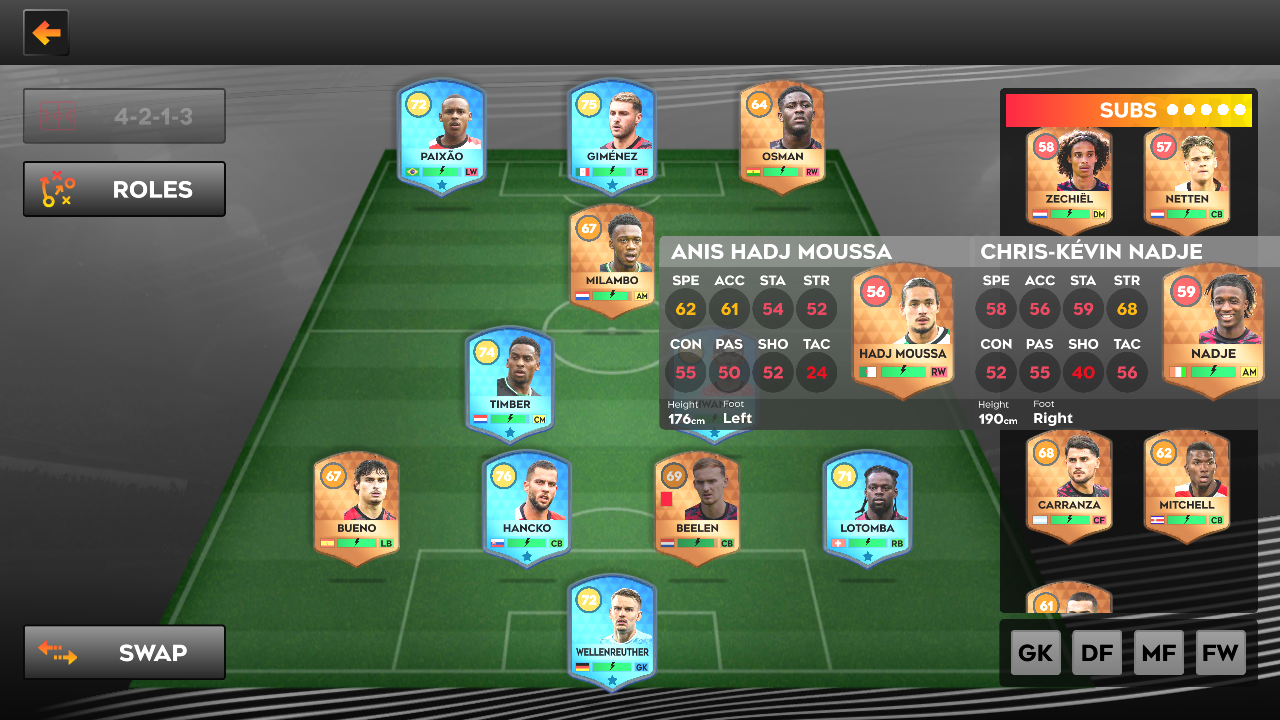 4-2-1-3
ROLES
SWAP
72
PAIXÃO
LW
75
GIMÉNEZ
CF
64
OSMAN
RW
67
MILAMBO
AM
74
TIMBER
CM
67
BUENO
LB
76
HANCKO
CB
69
BEELEN
CB
71
LOTOMBA
RB
72
WELLENREUTHER
GK
SUBS
58
ZECHIËL
DM
57
NETTEN
CB
ANIS HADJ MOUSSA
SPE ACC STA STR
62 61 54 52
CON PAS SHO TAC
55 50 52 24
Height Foot
176cm Left
56
HADJ MOUSSA
RW
CHRIS-KÉVIN NADJE
SPE ACC STA STR
58 56 59 68
CON PAS SHO TAC
52 55 40 56
Height Foot
190cm Right
59
NADJE
AM
68
CARRANZA
CF
62
MITCHELL
CB
61
GK DF MF FW